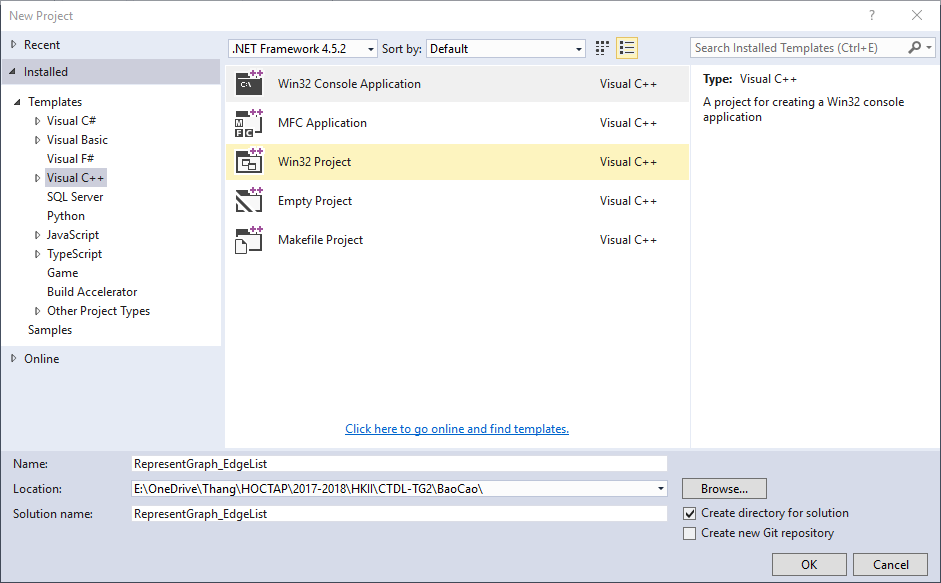 New Project
?
Recent
.NET Framework 4.5.2
Sort by:
Default
Search Installed Templates (Ctrl+E)
Installed
Templates
Visual C#
Visual Basic
Visual F#
Visual C++
SQL Server
Python
JavaScript
TypeScript
Game
Build Accelerator
Other Project Types
Samples
Online
C:\
Win32 Console Application
Visual C++
MFC
MFC Application
Visual C++
Win32 Project
Visual C++
Empty Project
Visual C++
Makefile Project
Visual C++
Click here to go online and find templates.
Type: Visual C++
A project for creating a Win32 console
application
Name:
RepresentGraph_EdgeList
Location:
E:\OneDrive\Thang\HOCTAP\2017-2018\HKII\CTDL-TG2\BaoCao\
Browse...
Solution name:
RepresentGraph_EdgeList
Create directory for solution
Create new Git repository
OK
Cancel